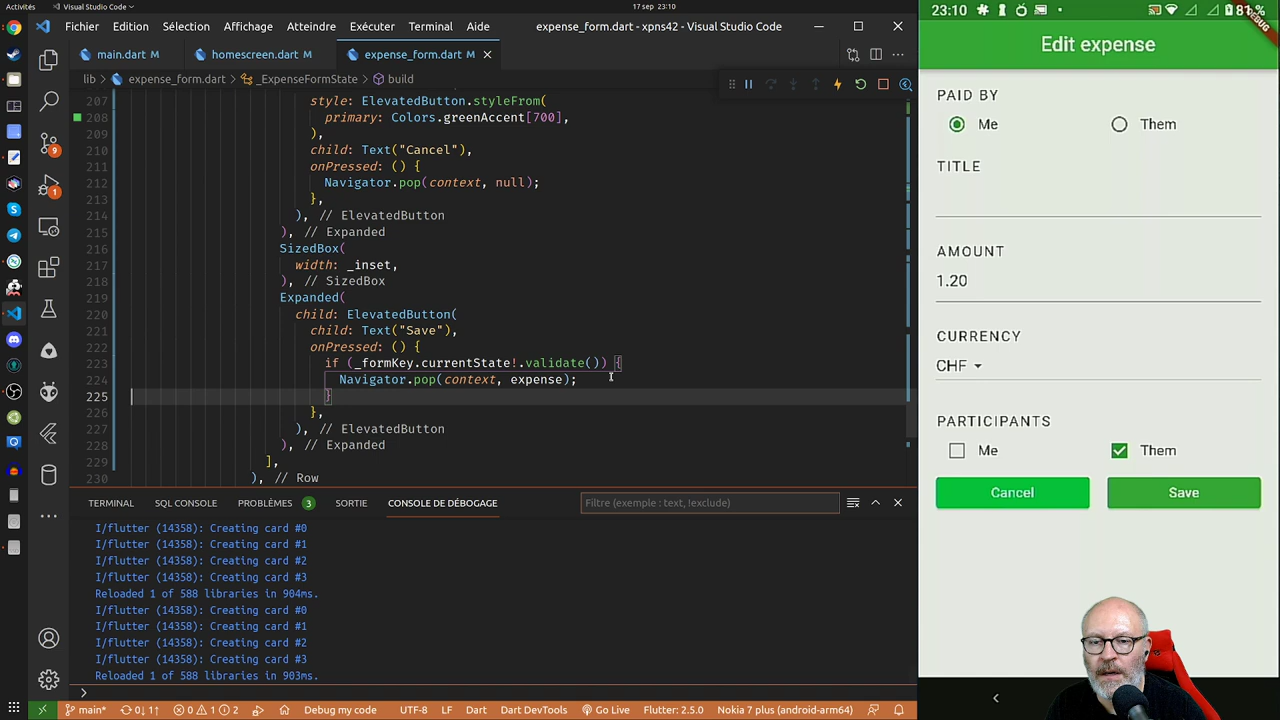 Activités
Visual Studio Code
17 sep 23:10
Fichier Edition Sélection Affichage Atteindre Exécuter Terminal Aide
expense_form.dart - xpns42 - Visual Studio Code
main.dart M
homescreen.dart M
expense_form.dart M
lib > expense_form.dart > _ExpenseFormState > build
207 style: ElevatedButton.styleFrom(
208 primary: Colors.greenAccent[700],
209 ),
210 child: Text("Cancel"),
211 onPressed: () {
212 Navigator.pop(context, null);
213 },
214 ), // ElevatedButton
215 ), // Expanded
216 SizedBox(
217 width: _inset,
218 ), // SizedBox
219 Expanded(
220 child: ElevatedButton(
221 child: Text("Save"),
222 onPressed: () {
223 if (_formKey.currentState!.validate()) {
224 Navigator.pop(context, expense);
225 }
226 },
227 ), // ElevatedButton
228 ), // Expanded
229 ],
230 ), // Row
TERMINAL SQL CONSOLE PROBLÈMES 3 SORTIE CONSOLE DE DÉBOGAGE
Filtre (exemple : text, !exclude)
I/flutter (14358): Creating card #0
I/flutter (14358): Creating card #1
I/flutter (14358): Creating card #2
I/flutter (14358): Creating card #3
Reloaded 1 of 588 libraries in 904ms.
I/flutter (14358): Creating card #0
I/flutter (14358): Creating card #1
I/flutter (14358): Creating card #2
I/flutter (14358): Creating card #3
Reloaded 1 of 588 libraries in 903ms.
9
1
main* 0↓ 1↑ 0 1 2 Debug my code UTF-8 LF Dart Dart DevTools Go Live Flutter: 2.5.0 Nokia 7 plus (android-arm64)
23:10
81 %
DEBUG
Edit expense
PAID BY
Me Them
TITLE
AMOUNT
1.20
CURRENCY
CHF
PARTICIPANTS
Me Them
Cancel Save